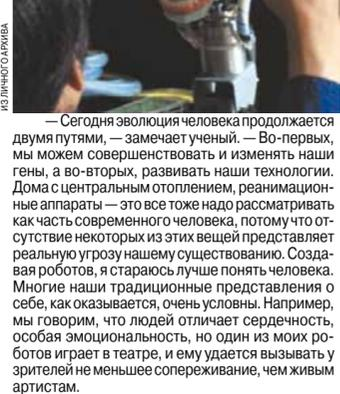 ИЗ ЛИЧНОГО АРХИВА
— Сегодня эволюция человека продолжается
двумя путями, — замечает ученый. — Во-первых,
мы можем совершенствовать и изменять наши
гены, а во-вторых, развивать наши технологии.
Дома с центральным отоплением, реанимацион-
ные аппараты — это все тоже надо рассматривать
как часть современного человека, потому что от-
сутствие некоторых из этих вещей представляет
реальную угрозу нашему существованию. Созда-
вая роботов, я стараюсь лучше понять человека.
Многие наши традиционные представления о
себе, как оказывается, очень условны. Например,
мы говорим, что людей отличает сердечность,
особая эмоциональность, но один из моих ро-
ботов играет в театре, и ему удается вызывать у
зрителей не меньшее сопереживание, чем живым
артистам.